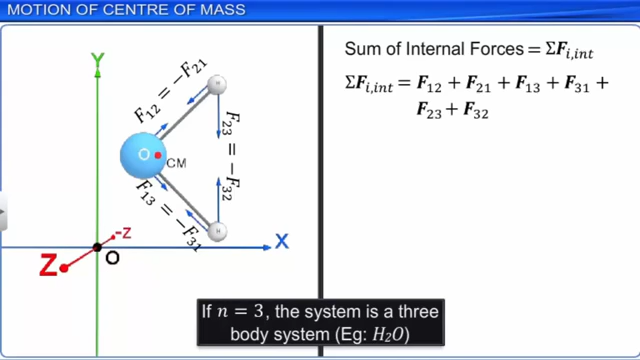 MOTION OF CENTRE OF MASS
Y
F₁₂ = −F₂₁
H
F₂₃ = −F₃₂
O
CM
F₁₃ = −F₃₁
H
-Z
X
Z
O
Sum of Internal Forces = ΣFᵢ,ᵢₙₜ
ΣFᵢ,ᵢₙₜ = F₁₂ + F₂₁ + F₁₃ + F₃₁ +
F₂₃ + F₃₂
If n = 3, the system is a three
body system (Eg: H₂O)